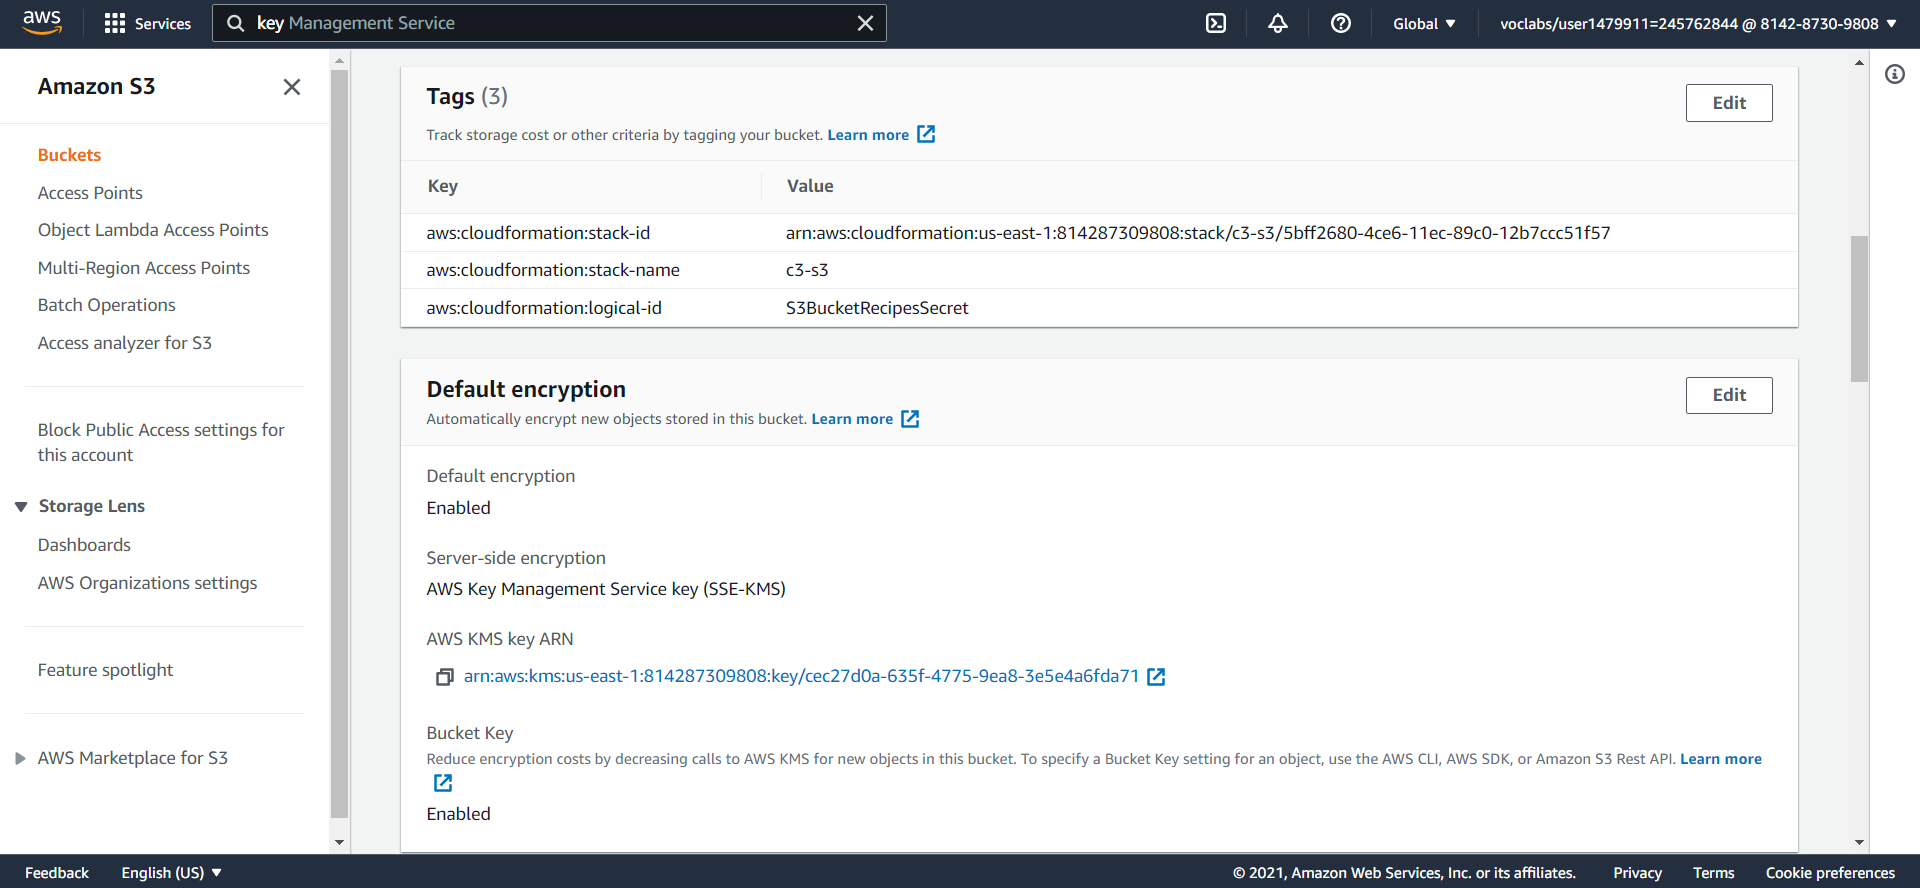 aws
Services
key Management Service
Global
voclabs/user1479911=245762844 @ 8142-8730-9808
Amazon S3
Buckets
Access Points
Object Lambda Access Points
Multi-Region Access Points
Batch Operations
Access analyzer for S3
Block Public Access settings for
this account
Storage Lens
Dashboards
AWS Organizations settings
Feature spotlight
AWS Marketplace for S3
Tags (3)
Edit
Track storage cost or other criteria by tagging your bucket. Learn more
Key Value
aws:cloudformation:stack-id arn:aws:cloudformation:us-east-1:814287309808:stack/c3-s3/5bff2680-4ce6-11ec-89c0-12b7ccc51f57
aws:cloudformation:stack-name c3-s3
aws:cloudformation:logical-id S3BucketRecipesSecret
Default encryption
Edit
Automatically encrypt new objects stored in this bucket. Learn more
Default encryption
Enabled
Server-side encryption
AWS Key Management Service key (SSE-KMS)
AWS KMS key ARN
arn:aws:kms:us-east-1:814287309808:key/cec27d0a-635f-4775-9ea8-3e5e4a6fda71
Bucket Key
Reduce encryption costs by decreasing calls to AWS KMS for new objects in this bucket. To specify a Bucket Key setting for an object, use the AWS CLI, AWS SDK, or Amazon S3 Rest API. Learn more
Enabled
Feedback
English (US)
© 2021, Amazon Web Services, Inc. or its affiliates.
Privacy
Terms
Cookie preferences